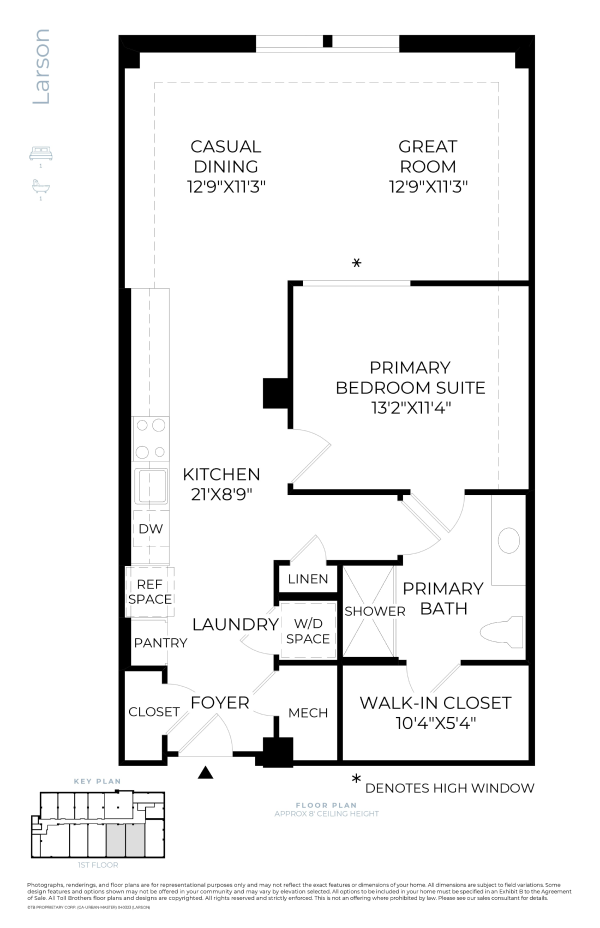 Larson
1
1
CASUAL
DINING
12'9"X11'3"
GREAT
ROOM
12'9"X11'3"
*
PRIMARY
BEDROOM SUITE
13'2"X11'4"
KITCHEN
21'X8'9"
DW
REF
SPACE
PANTRY
LINEN
LAUNDRY
W/D
SPACE
SHOWER
PRIMARY
BATH
CLOSET
FOYER
MECH
WALK-IN CLOSET
10'4"X5'4"
* DENOTES HIGH WINDOW
KEY PLAN
1ST FLOOR
FLOOR PLAN
APPROX 8' CEILING HEIGHT
Photographs, renderings, and floor plans are for representational purposes only and may not reflect the exact features or dimensions of your home. All dimensions are subject to field variations. Some
design features and options shown may not be offered in your community and may vary by elevation selected. All options to be included in your home must be specified in an Exhibit B to the Agreement
of Sale. All Toll Brothers floor plans and designs are copyrighted. All rights reserved and strictly enforced. This is not an offering where prohibited by law. Please see our sales consultant for details.